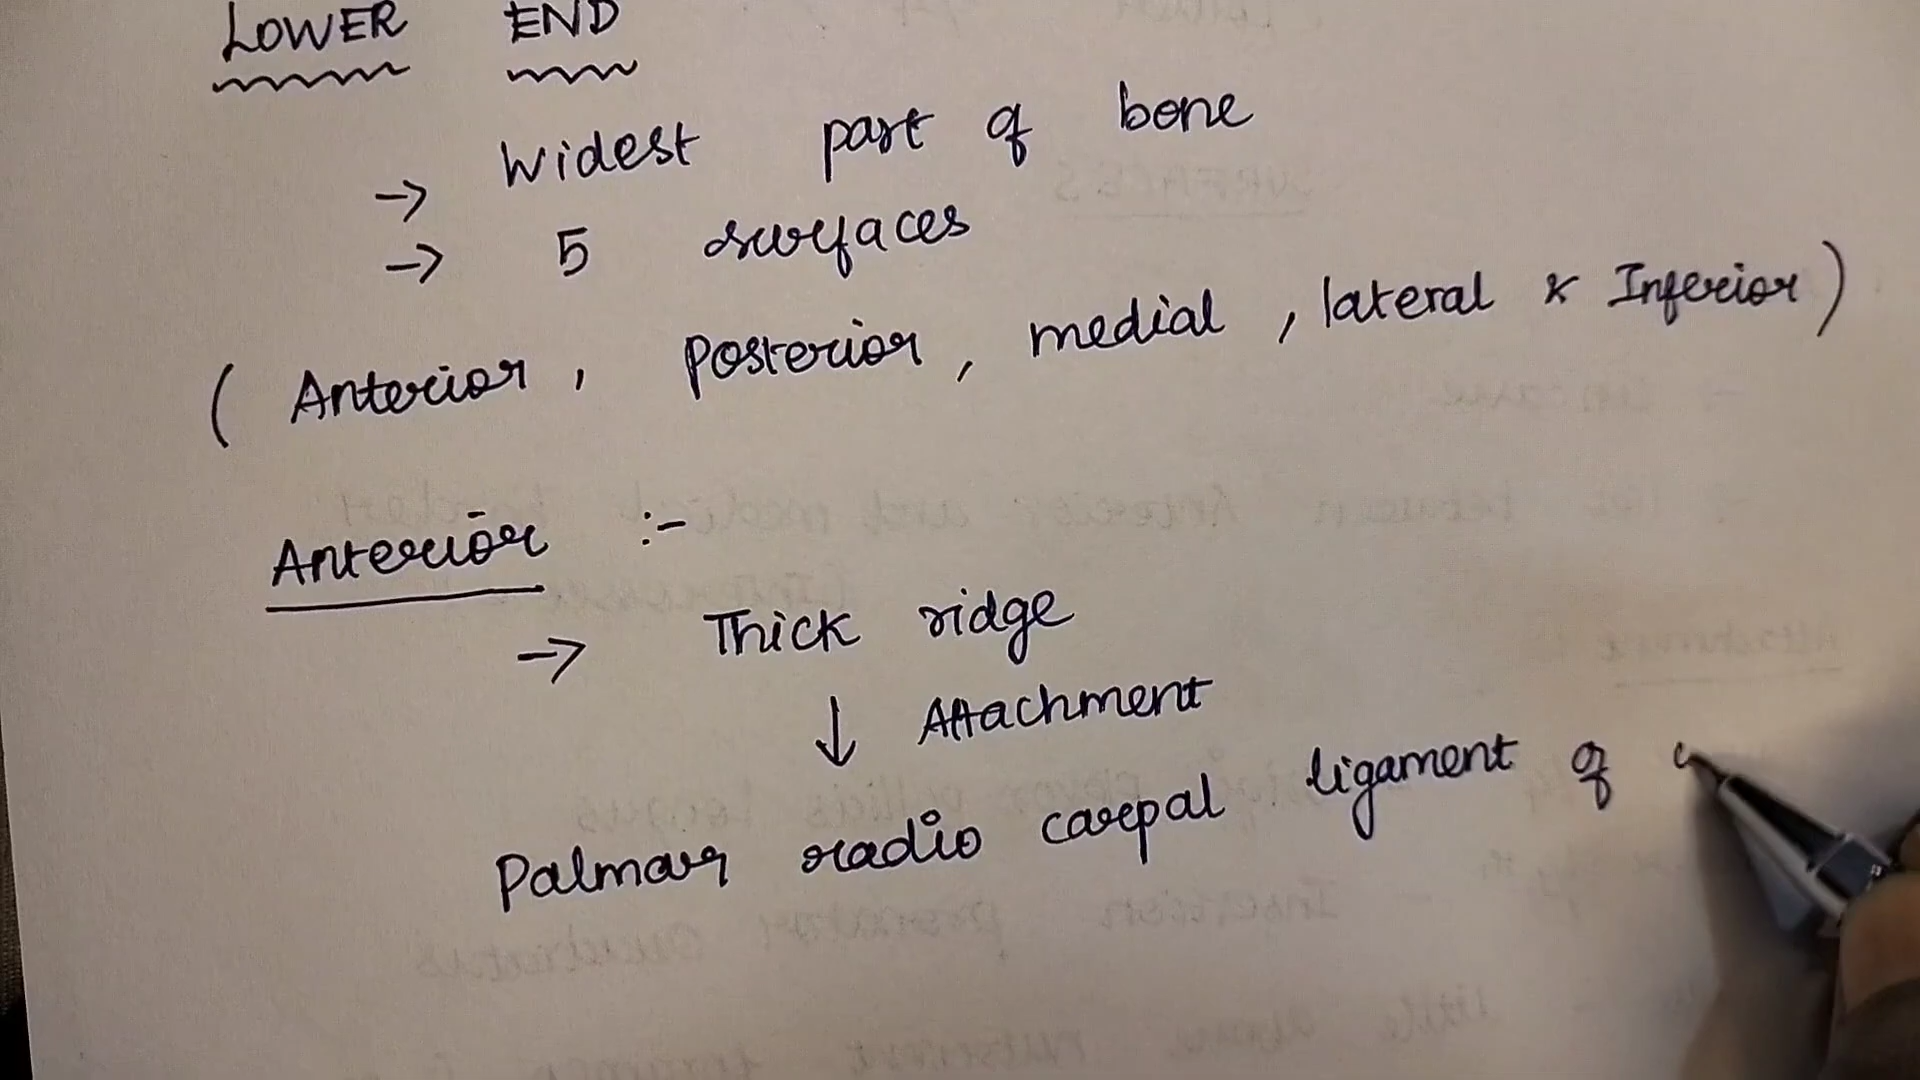 LOWER END
→ Widest part of bone
→ 5 surfaces
( Anterior , Posterior , medial , lateral & Inferior )
Anterior :-
→ Thick ridge
↓ Attachment
Palmar radio carpal ligament of